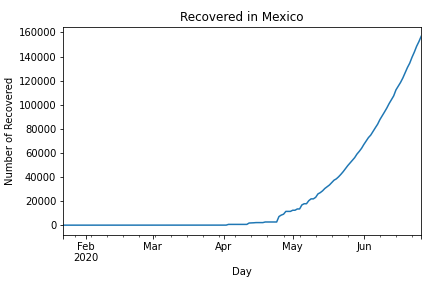 Recovered in Mexico
Number of Recovered
160000
140000
120000
100000
80000
60000
40000
20000
0
Feb Mar Apr May Jun
2020
Day